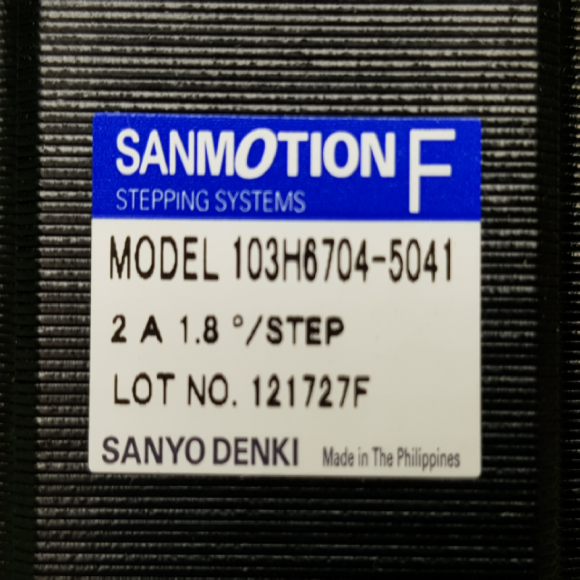 SANMOTION F
STEPPING SYSTEMS
MODEL 103H6704-5041
2 A 1.8 °/STEP
LOT NO. 121727F
SANYO DENKI Made in The Philippines